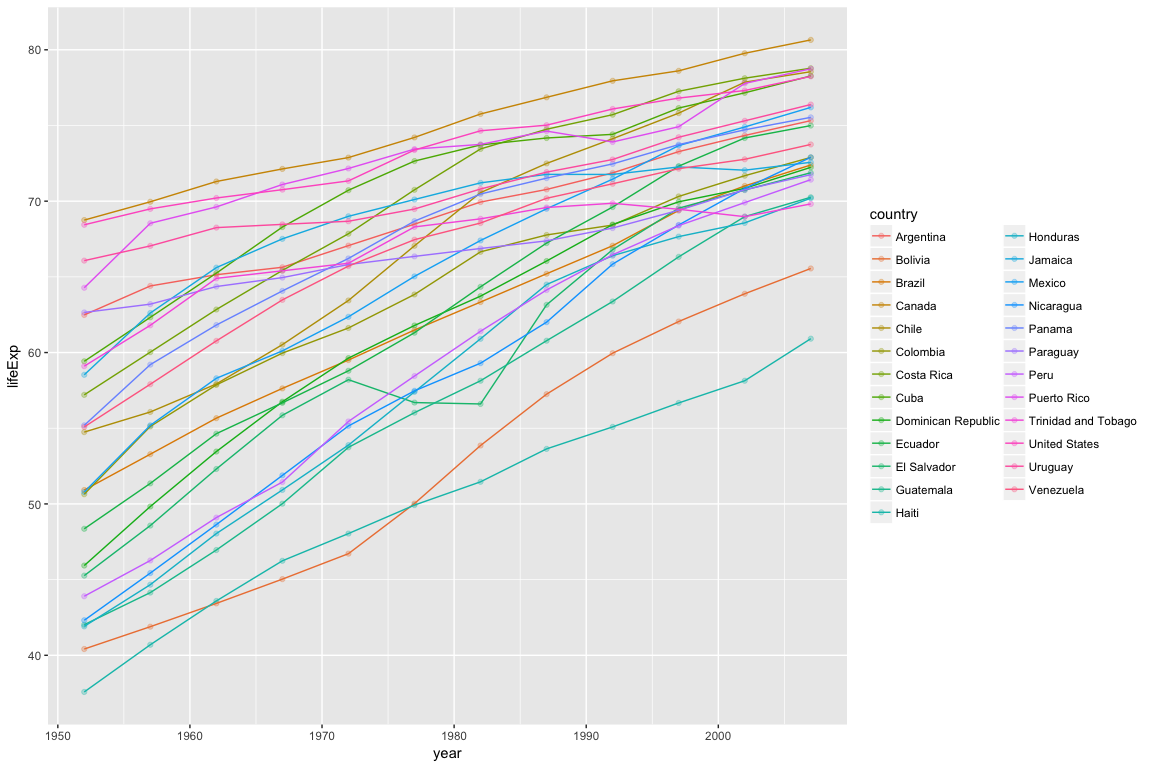 80
70
60
50
40
lifeExp
1950 1960 1970 1980 1990 2000
year
country
Argentina
Bolivia
Brazil
Canada
Chile
Colombia
Costa Rica
Cuba
Dominican Republic
Ecuador
El Salvador
Guatemala
Haiti
Honduras
Jamaica
Mexico
Nicaragua
Panama
Paraguay
Peru
Puerto Rico
Trinidad and Tobago
United States
Uruguay
Venezuela